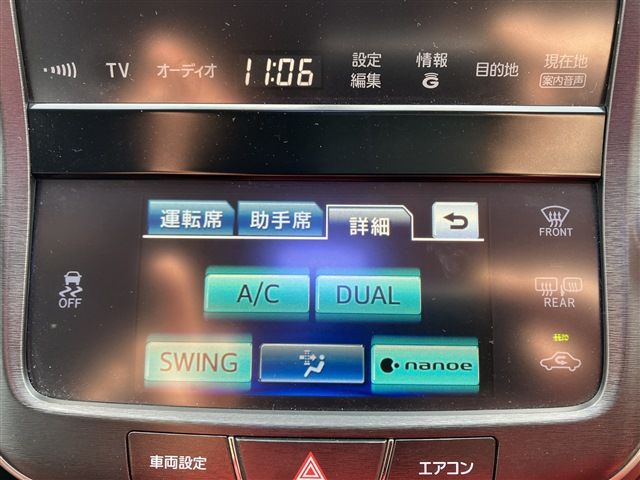 TV
オーディオ
11:06
設定
編集
情報
G
目的地
現在地
案内音声
運転席
助手席
詳細
FRONT
OFF
A/C
DUAL
REAR
SWING
nanoe
車両設定
エアコン